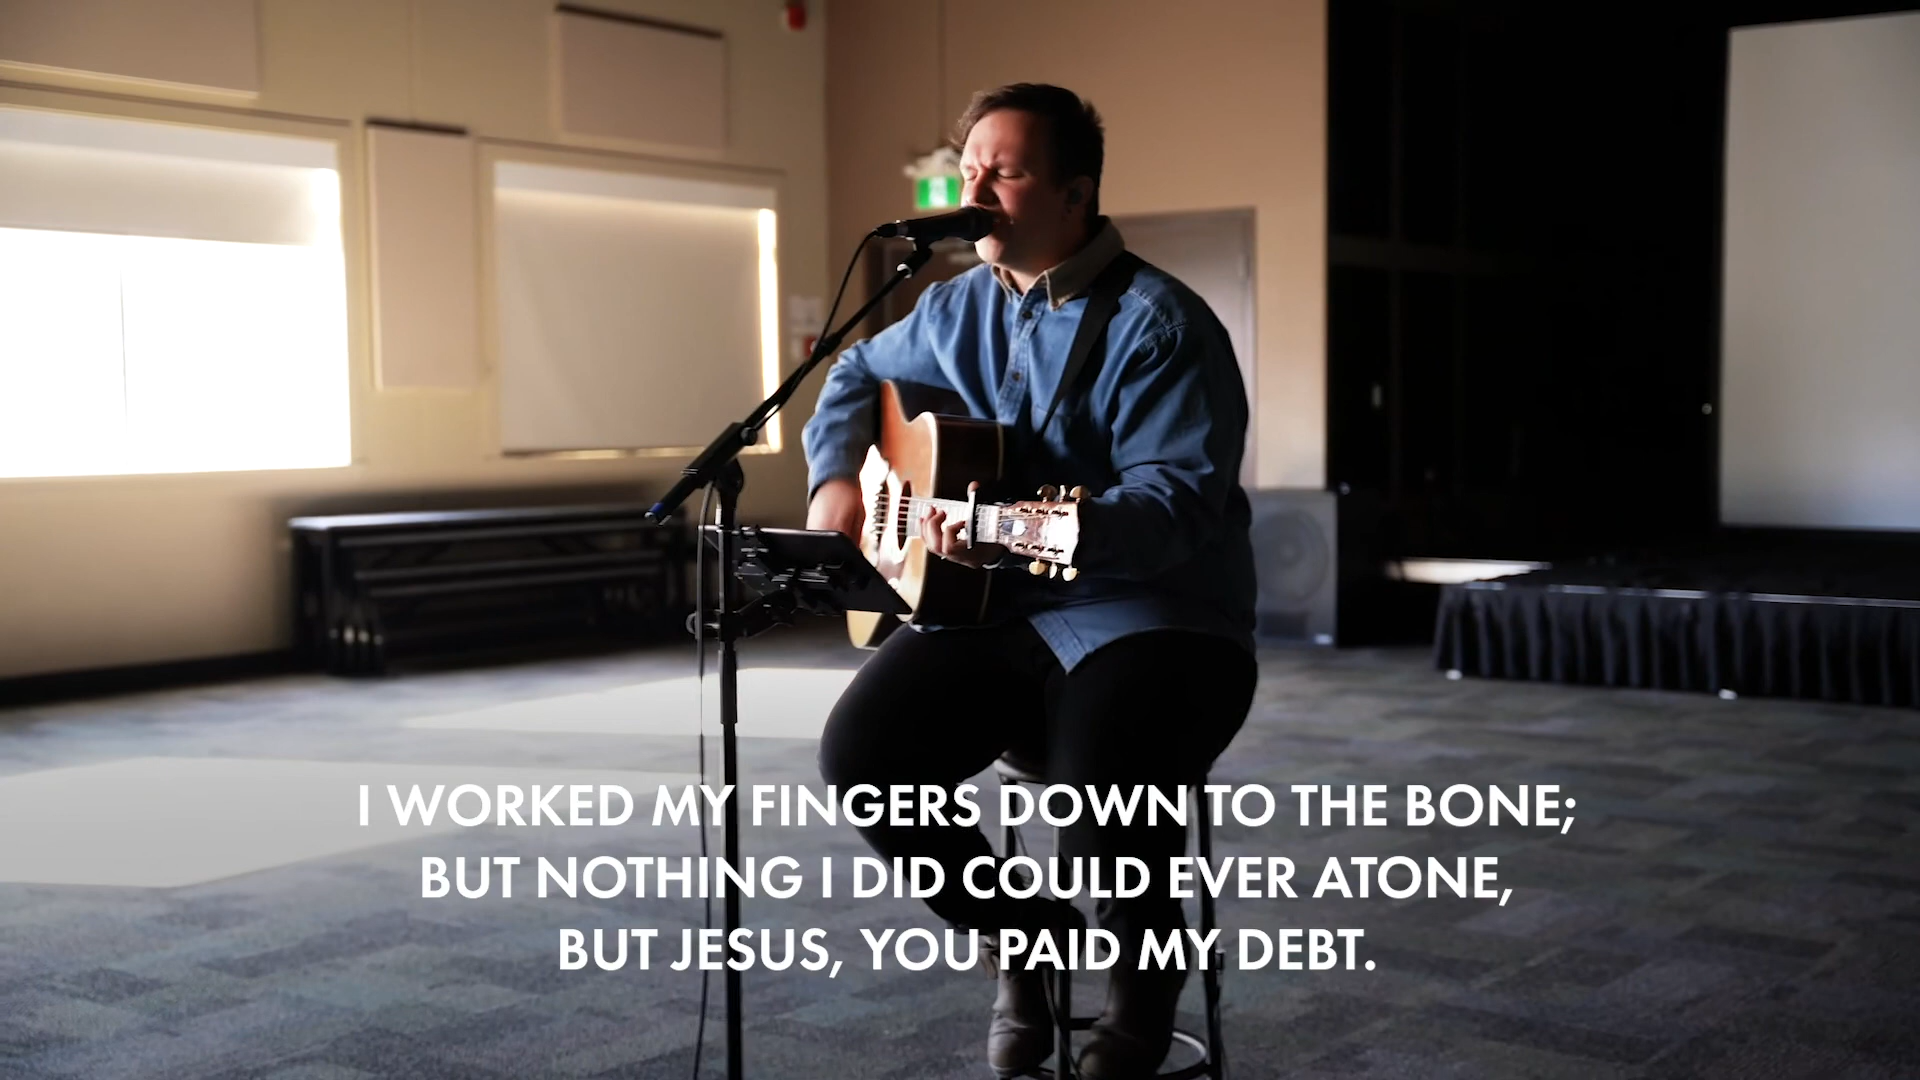 I WORKED MY FINGERS DOWN TO THE BONE;
BUT NOTHING I DID COULD EVER ATONE,
BUT JESUS, YOU PAID MY DEBT.